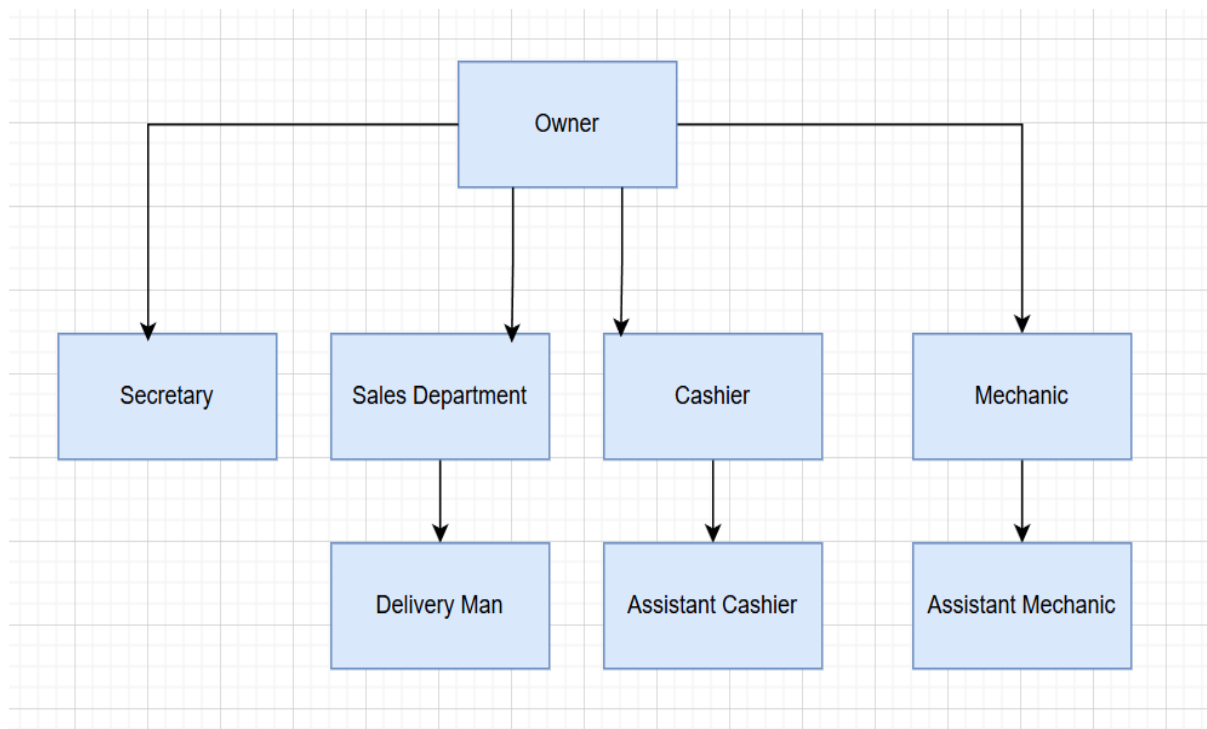 Owner
Secretary
Sales Department
Cashier
Mechanic
Delivery Man
Assistant Cashier
Assistant Mechanic